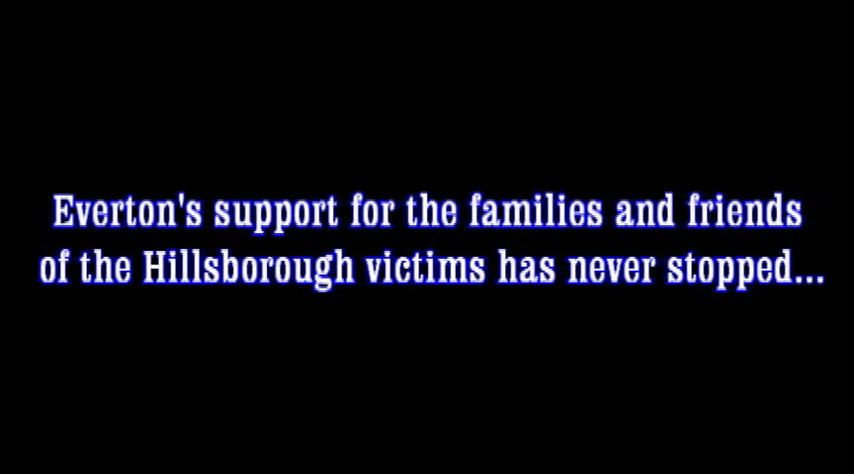 Everton's support for the families and friends
of the Hillsborough victims has never stopped...